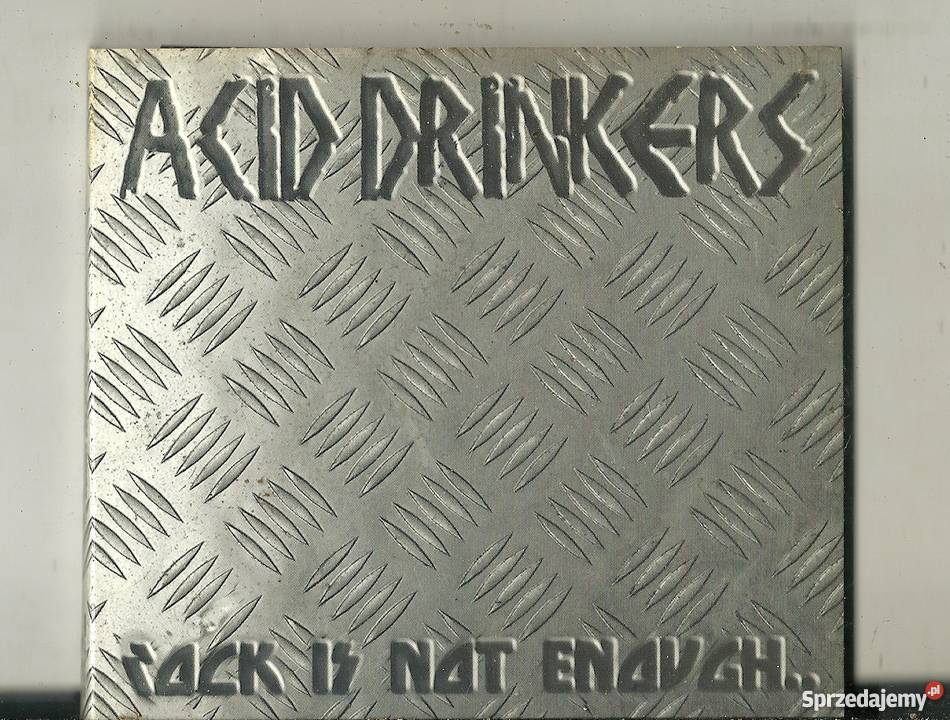 ACID DRINKERS
ROCK IS NOT ENOUGH..
Sprzedajemy.pl